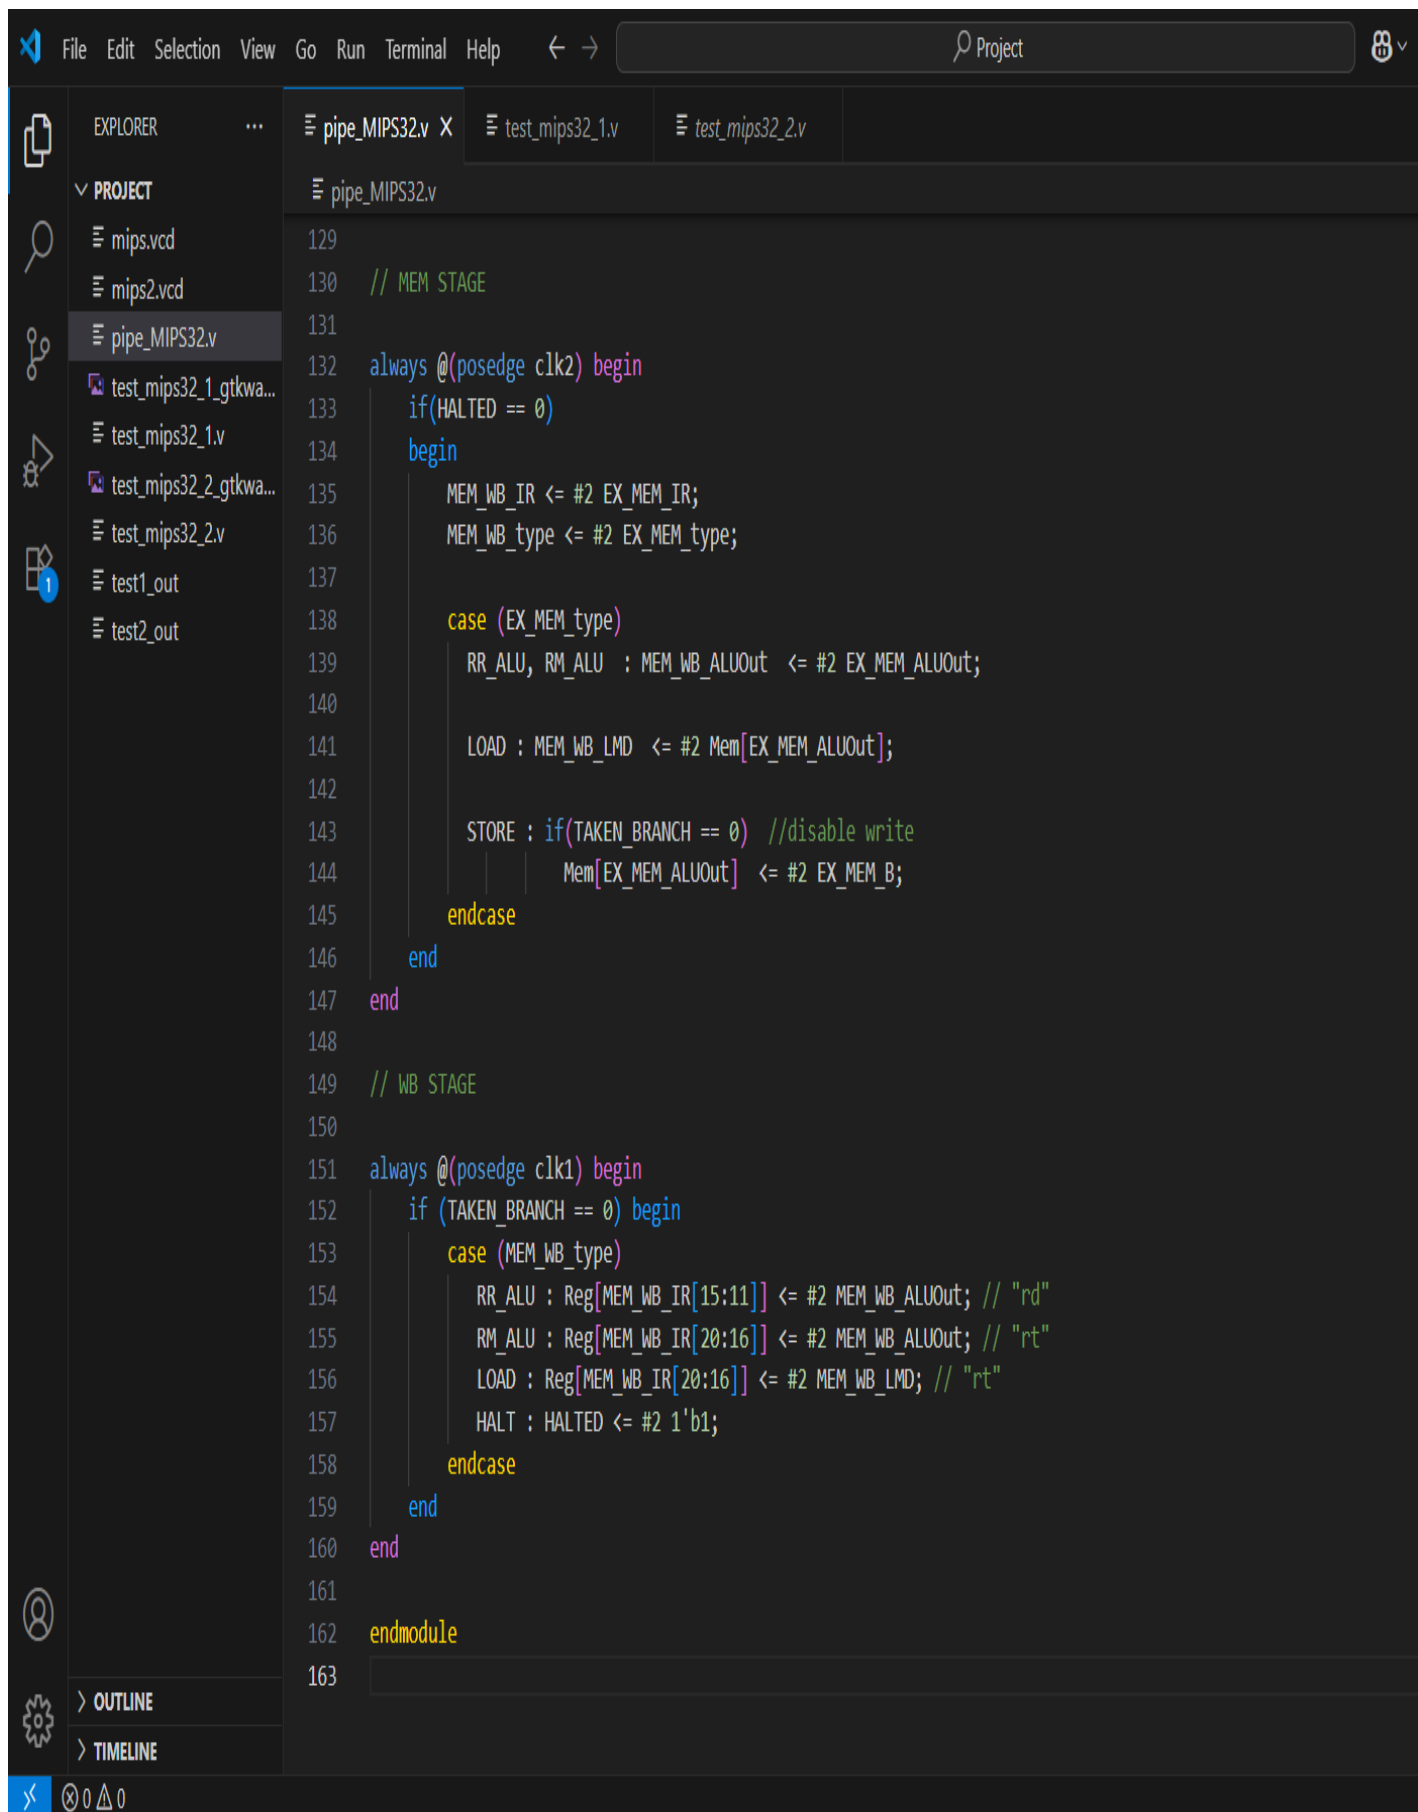 File Edit Selection View Go Run Terminal Help
Project
EXPLORER ...
PROJECT
mips.vcd
mips2.vcd
pipe_MIPS32.v
test_mips32_1_gtkwa...
test_mips32_1.v
test_mips32_2_gtkwa...
test_mips32_2.v
test1_out
test2_out
1
OUTLINE
TIMELINE
0 0
pipe_MIPS32.v test_mips32_1.v test_mips32_2.v
pipe_MIPS32.v
129
130 // MEM STAGE
131
132 always @(posedge clk2) begin
133 if(HALTED == 0)
134 begin
135 MEM_WB_IR <= #2 EX_MEM_IR;
136 MEM_WB_type <= #2 EX_MEM_type;
137
138 case (EX_MEM_type)
139 RR_ALU, RM_ALU : MEM_WB_ALUOut <= #2 EX_MEM_ALUOut;
140
141 LOAD : MEM_WB_LMD <= #2 Mem[EX_MEM_ALUOut];
142
143 STORE : if(TAKEN_BRANCH == 0) //disable write
144 Mem[EX_MEM_ALUOut] <= #2 EX_MEM_B;
145 endcase
146 end
147 end
148
149 // WB STAGE
150
151 always @(posedge clk1) begin
152 if (TAKEN_BRANCH == 0) begin
153 case (MEM_WB_type)
154 RR_ALU : Reg[MEM_WB_IR[15:11]] <= #2 MEM_WB_ALUOut; // "rd"
155 RM_ALU : Reg[MEM_WB_IR[20:16]] <= #2 MEM_WB_ALUOut; // "rt"
156 LOAD : Reg[MEM_WB_IR[20:16]] <= #2 MEM_WB_LMD; // "rt"
157 HALT : HALTED <= #2 1'b1;
158 endcase
159 end
160 end
161
162 endmodule
163